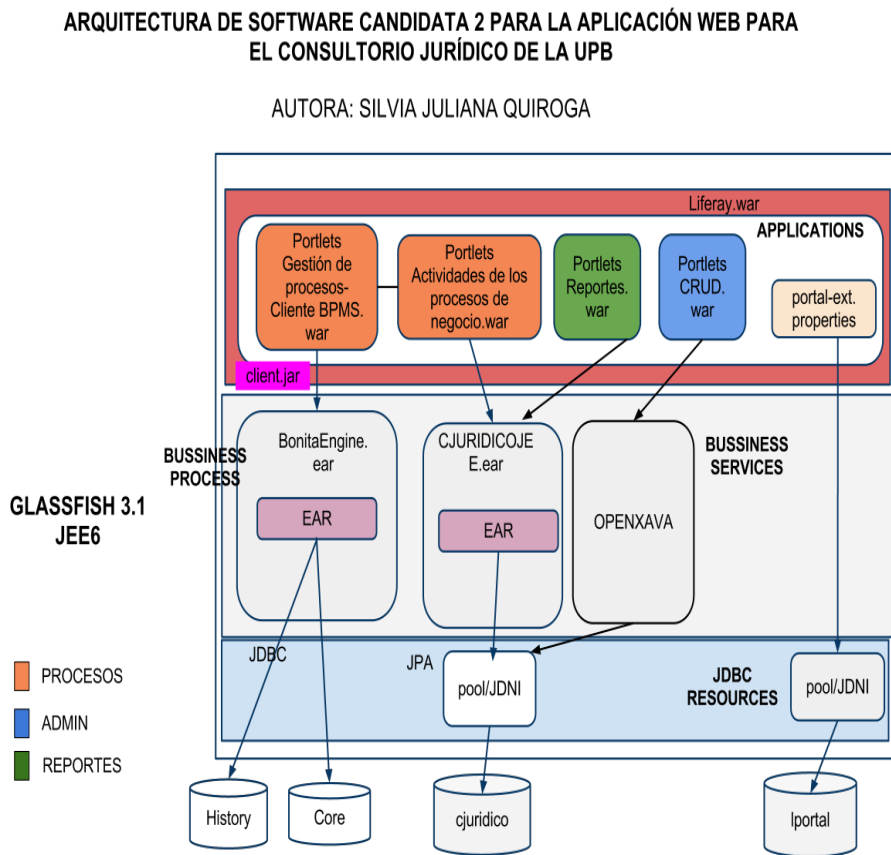 ARQUITECTURA DE SOFTWARE CANDIDATA 2 PARA LA APLICACIÓN WEB PARA
EL CONSULTORIO JURÍDICO DE LA UPB
AUTORA: SILVIA JULIANA QUIROGA
Liferay.war
APPLICATIONS
Portlets
Gestión de
procesos-
Cliente BPMS.
war
Portlets
Actividades de los
procesos de
negocio.war
Portlets
Reportes.
war
Portlets
CRUD.
war
portal-ext.
properties
client.jar
BUSSINESS
PROCESS
BonitaEngine.
ear
EAR
CJURIDICOJE
E.ear
EAR
OPENXAVA
BUSSINESS
SERVICES
GLASSFISH 3.1
JEE6
JDBC
JPA
pool/JDNI
JDBC
RESOURCES
pool/JDNI
PROCESOS
ADMIN
REPORTES
History
Core
cjuridico
lportal